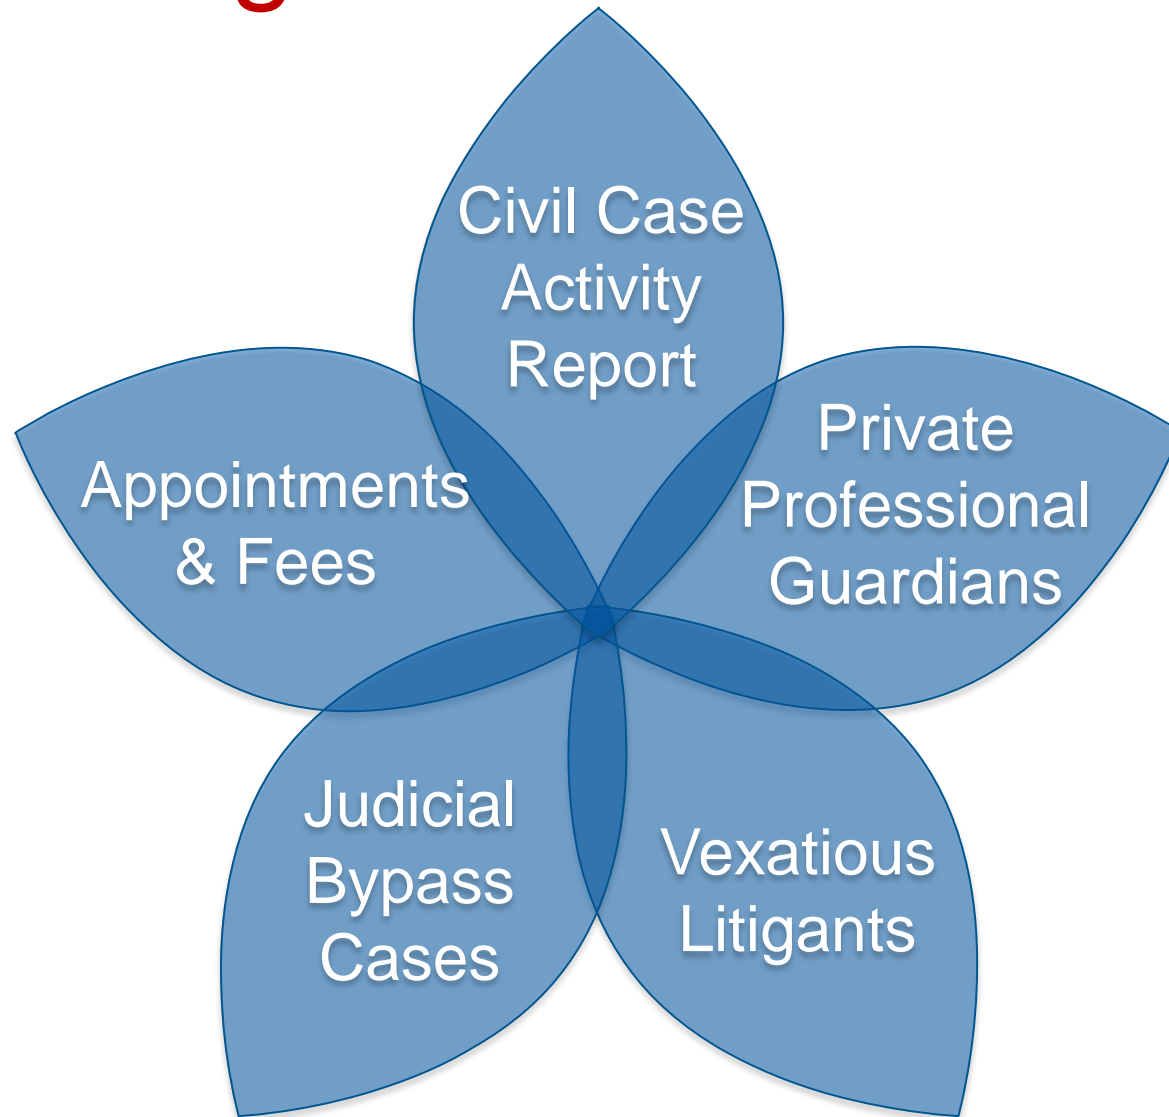 Civil Case
Activity
Report
Private
Professional
Guardians
Vexatious
Litigants
Judicial
Bypass
Cases
Appointments
& Fees